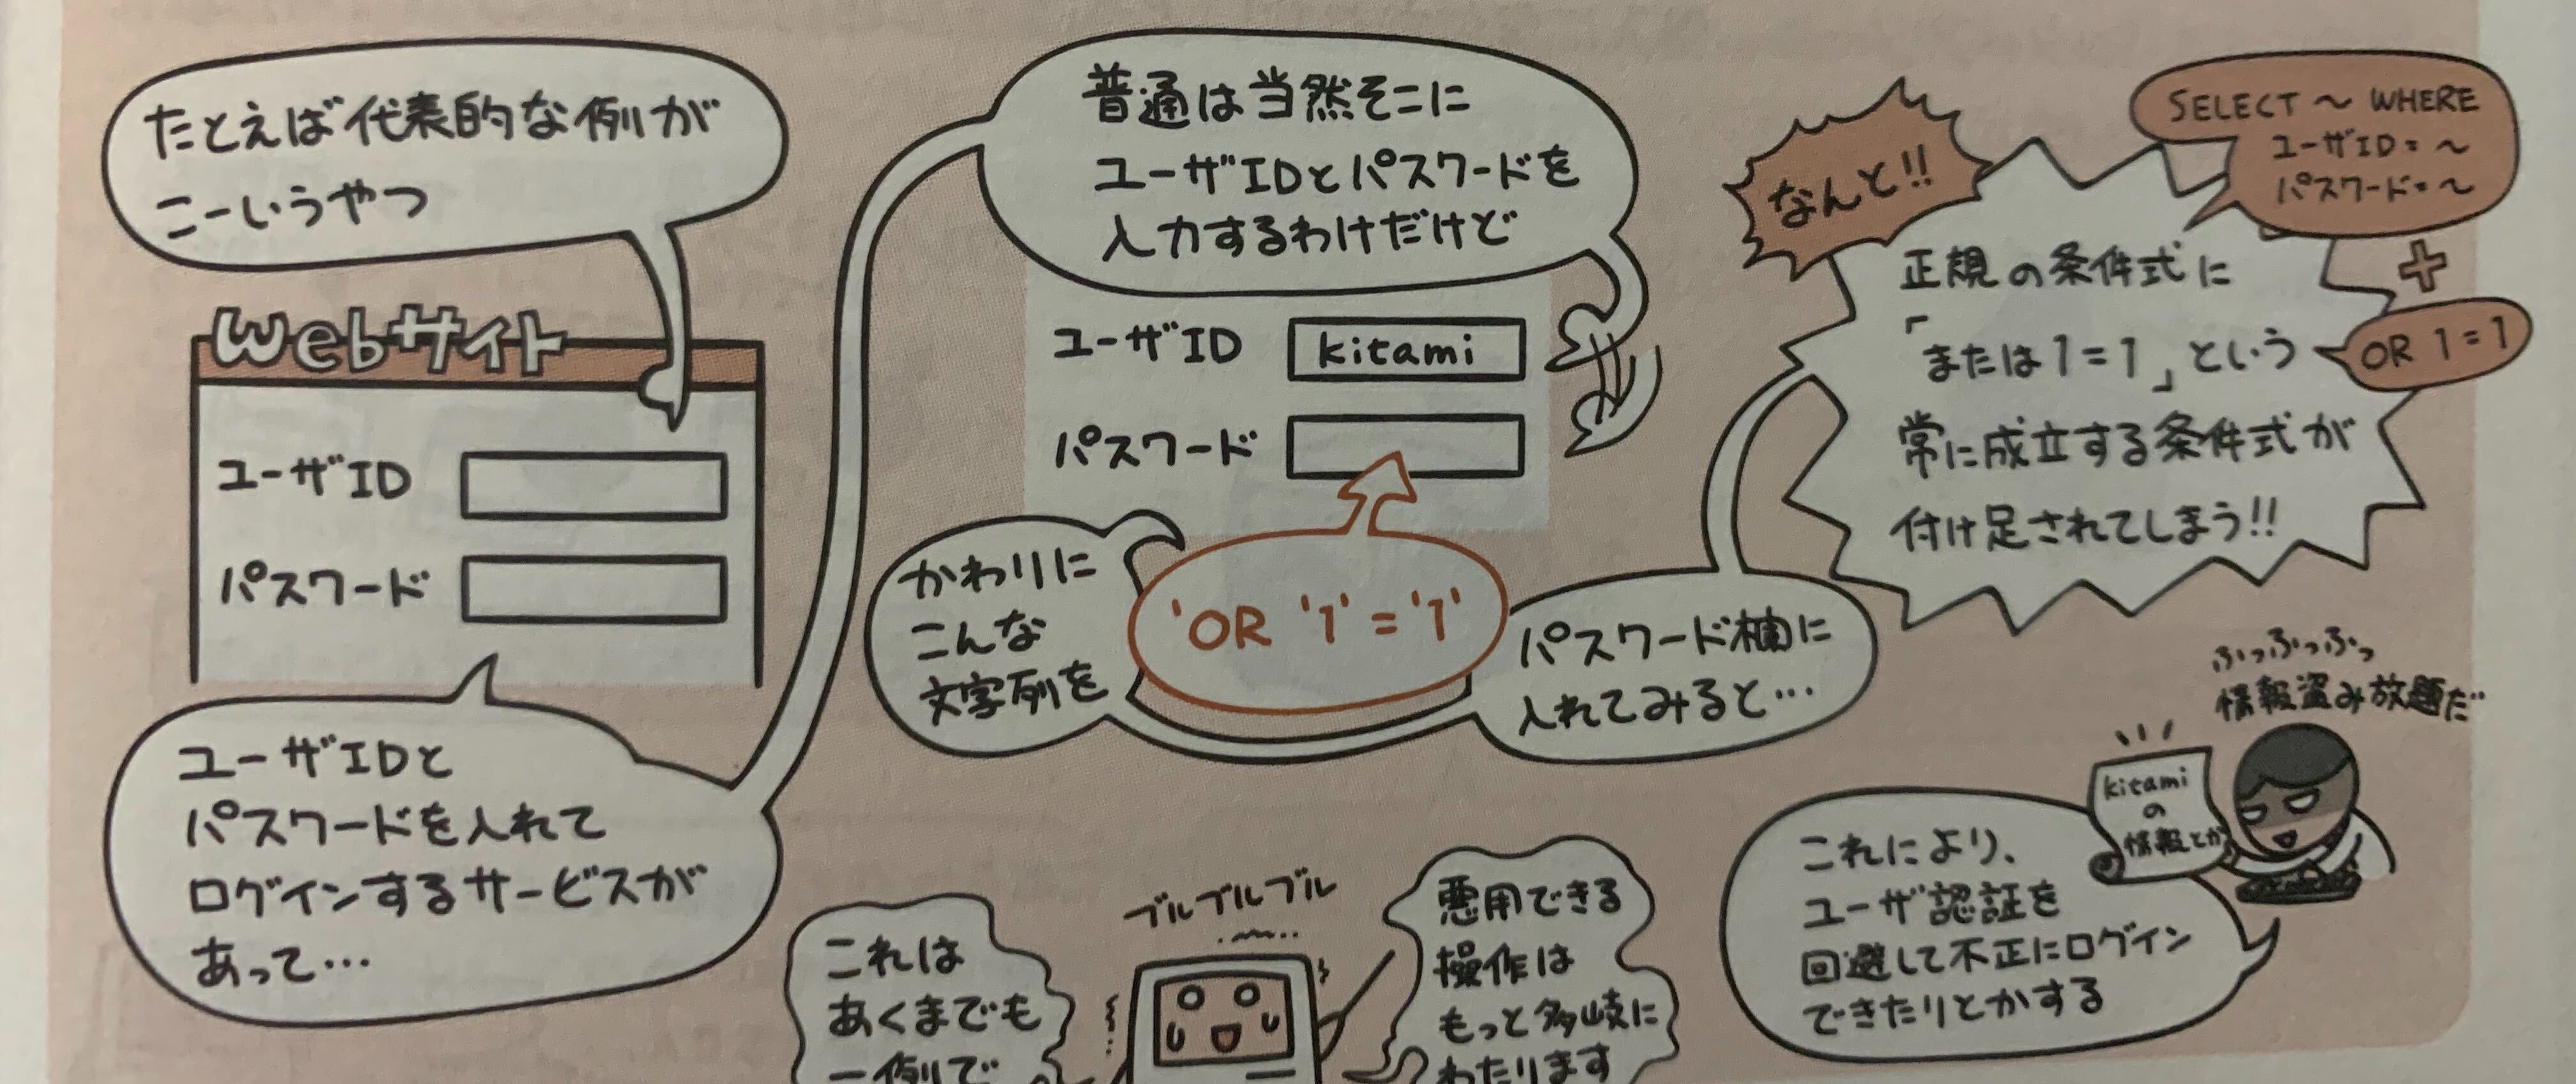 たとえば代表的な例が
こーいうやつ
Webサイト
ユーザID
パスワード
ユーザIDと
パスワードを入れて
ログインするサービスが
あって…
普通は当然そこに
ユーザIDとパスワードを
入力するわけだけど
ユーザID kitami
パスワード
かわりに
こんな
文字列を
'OR '1' = '1'
パスワード欄に
入れてみると…
なんと!!
SELECT 〜 WHERE
ユーザID=〜
パスワード=〜
+
OR 1=1
正規の条件式に
「または1=1」という
常に成立する条件式が
付け足されてしまう!!
ふっふっふっ
情報盗み放題だ
kitami
の
情報とか
これにより、
ユーザ認証を
回避して不正にログイン
できたりとかする
ブルブルブル
これは
あくまでも
一例で
悪用できる
操作は
もっと多岐に
わたります